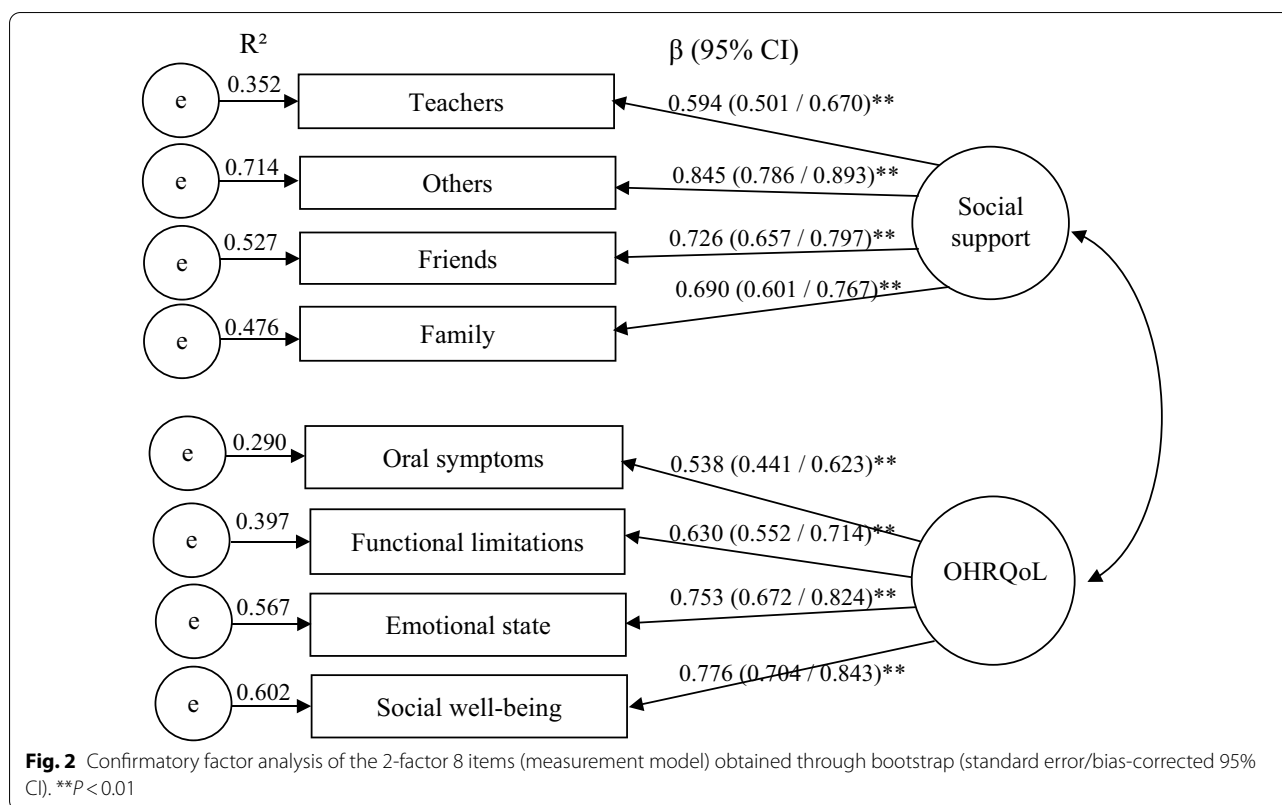 R² β (95% CI)
e 0.352 Teachers 0.594 (0.501 / 0.670)**
e 0.714 Others 0.845 (0.786 / 0.893)**
e 0.527 Friends 0.726 (0.657 / 0.797)**
e 0.476 Family 0.690 (0.601 / 0.767)**
Social
support
e 0.290 Oral symptoms 0.538 (0.441 / 0.623)**
e 0.397 Functional limitations 0.630 (0.552 / 0.714)**
e 0.567 Emotional state 0.753 (0.672 / 0.824)**
e 0.602 Social well-being 0.776 (0.704 / 0.843)**
OHRQoL
Fig. 2 Confirmatory factor analysis of the 2-factor 8 items (measurement model) obtained through bootstrap (standard error/bias-corrected 95%
CI). **P < 0.01